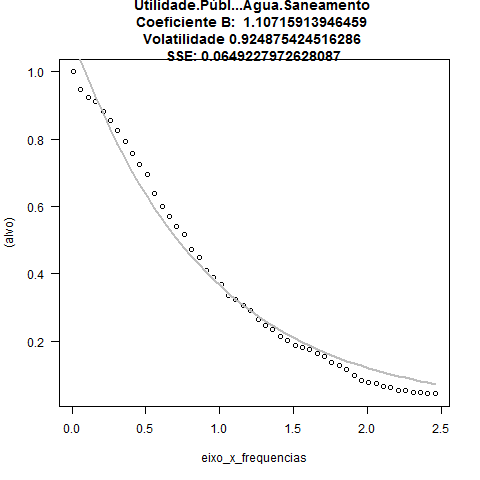 Utilidade.Públ...Água.Saneamento
Coeficiente B: 1.10715913946459
Volatilidade 0.924875424516286
SSE: 0.0649227972628087
1.0
0.8
0.6
0.4
0.2
(alvo)
0.0 0.5 1.0 1.5 2.0 2.5
eixo_x_frequencias